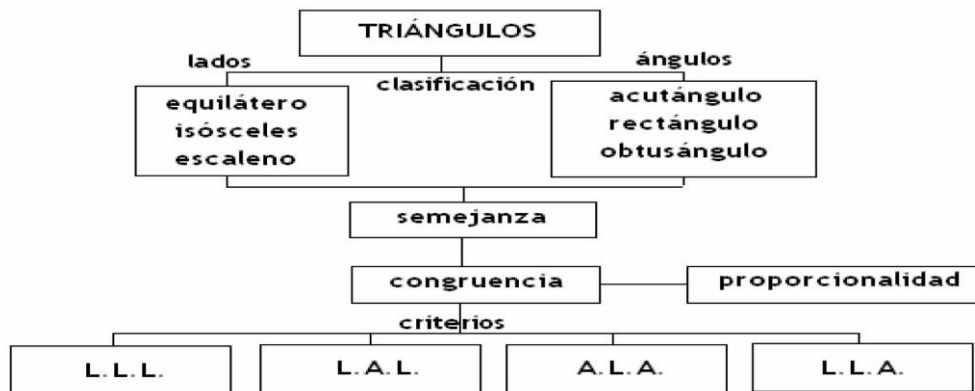 TRIÁNGULOS
lados
ángulos
clasificación
equilátero
isósceles
escaleno
acutángulo
rectángulo
obtusángulo
semejanza
congruencia
proporcionalidad
criterios
L.L.L.
L.A.L.
A.L.A.
L.L.A.